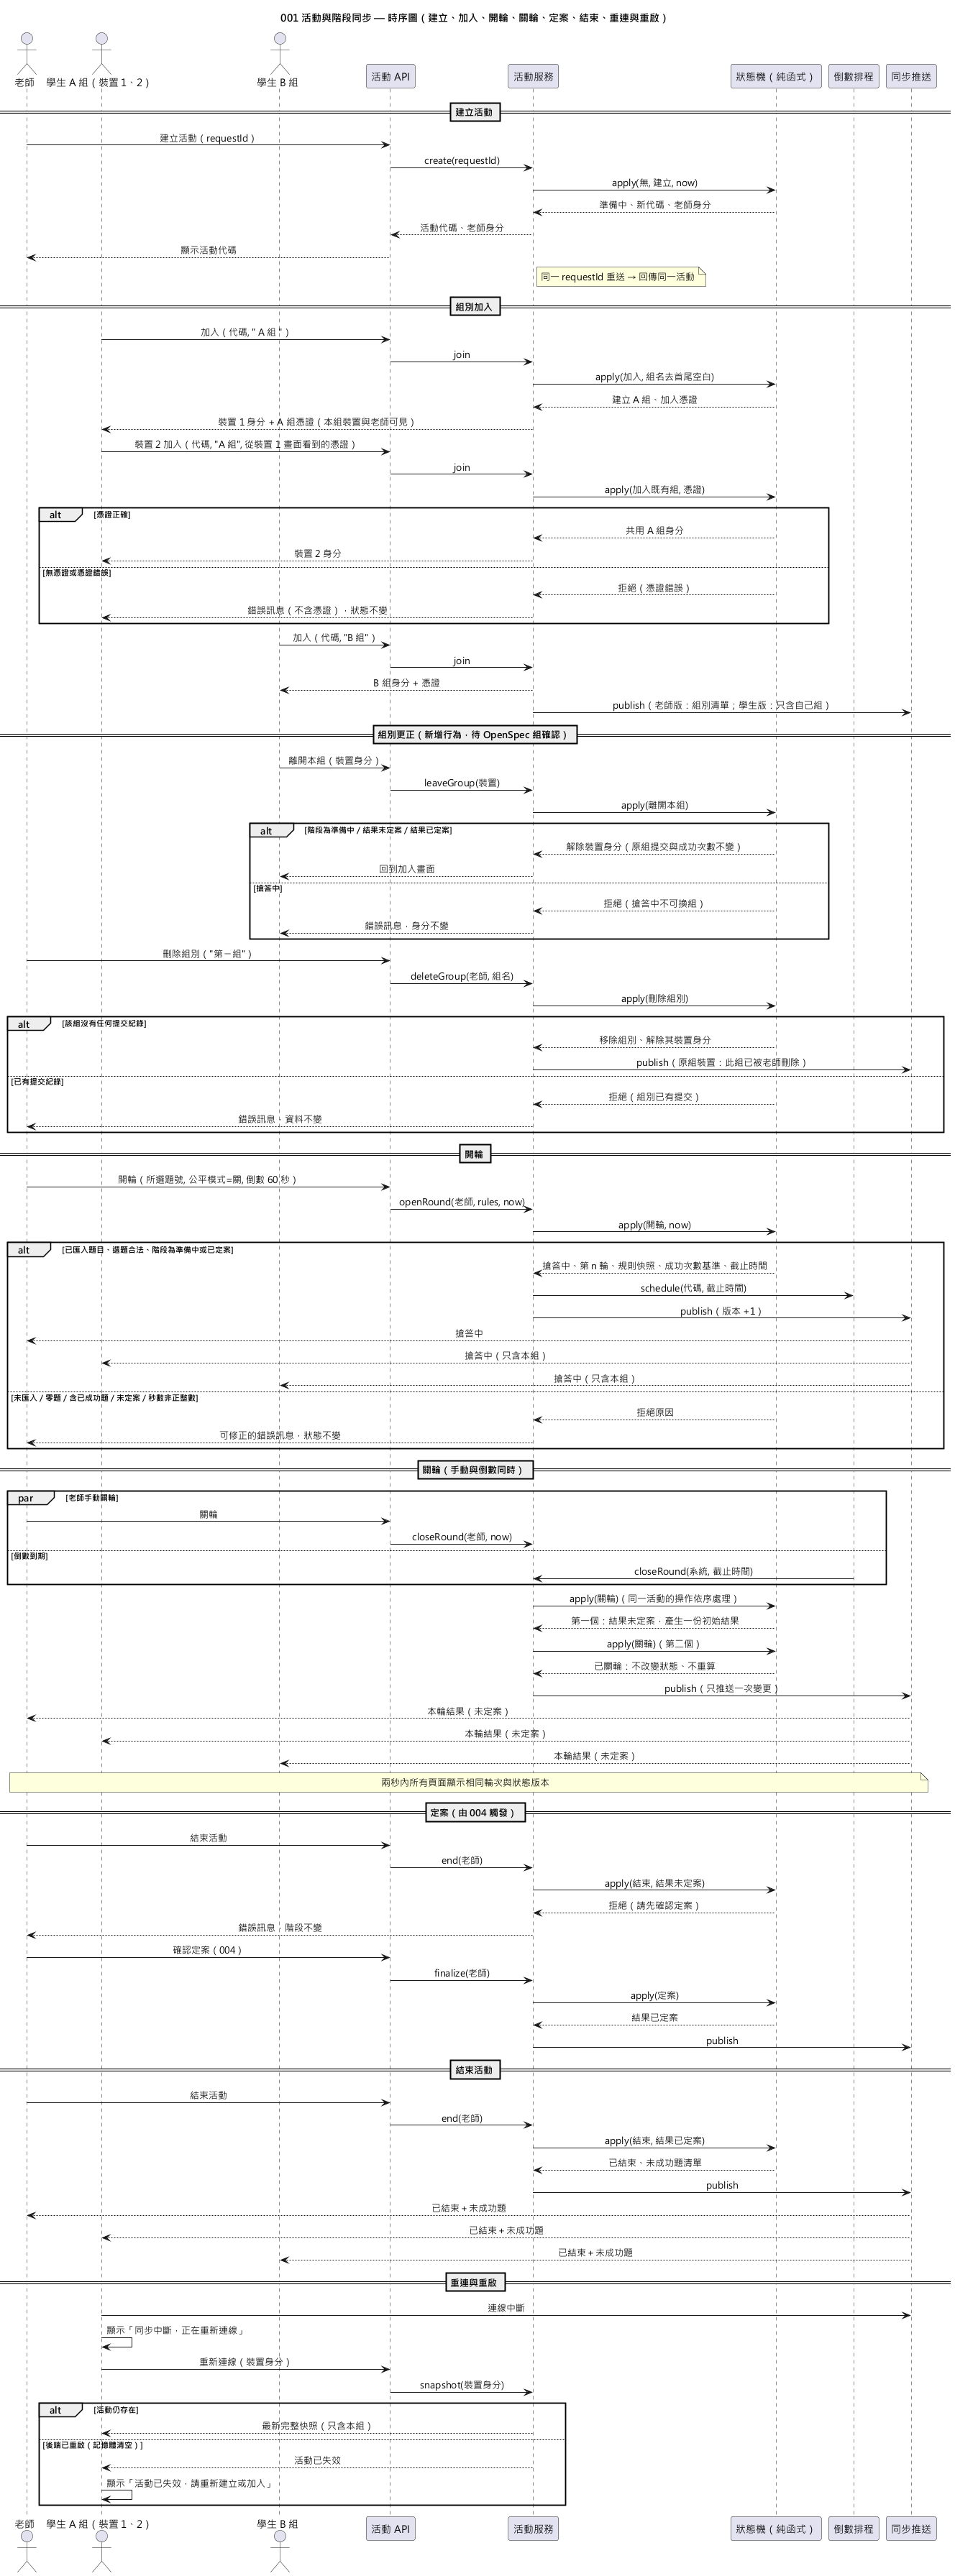 001 活動與階段同步 — 時序圖（建立、加入、開輪、關輪、定案、結束、重連與重啟）
老師
學生 A 組（裝置 1、2）
學生 B 組
活動 API
活動服務
狀態機（純函式）
倒數排程
同步推送
建立活動
建立活動（requestId）
create(requestId)
apply(無, 建立, now)
準備中、新代碼、老師身分
活動代碼、老師身分
顯示活動代碼
同一 requestId 重送 → 回傳同一活動
組別加入
加入（代碼, " A 組 "）
join
apply(加入, 組名去首尾空白)
建立 A 組、加入憑證
裝置 1 身分 + A 組憑證（本組裝置與老師可見）
裝置 2 加入（代碼, "A 組", 從裝置 1 畫面看到的憑證）
join
apply(加入既有組, 憑證)
alt [憑證正確]
共用 A 組身分
裝置 2 身分
[無憑證或憑證錯誤]
拒絕（憑證錯誤）
錯誤訊息（不含憑證），狀態不變
加入（代碼, "B 組"）
join
B 組身分 + 憑證
publish（老師版：組別清單；學生版：只含自己組）
組別更正（新增行為，待 OpenSpec 組確認）
離開本組（裝置身分）
leaveGroup(裝置)
apply(離開本組)
alt [階段為準備中 / 結果未定案 / 結果已定案]
解除裝置身分（原組提交與成功次數不變）
回到加入畫面
[搶答中]
拒絕（搶答中不可換組）
錯誤訊息，身分不變
刪除組別（"第一組"）
deleteGroup(老師, 組名)
apply(刪除組別)
alt [該組沒有任何提交紀錄]
移除組別、解除其裝置身分
publish（原組裝置：此組已被老師刪除）
[已有提交紀錄]
拒絕（組別已有提交）
錯誤訊息，資料不變
開輪
開輪（所選題號, 公平模式=關, 倒數 60 秒）
openRound(老師, rules, now)
apply(開輪, now)
alt [已匯入題目、選題合法、階段為準備中或已定案]
搶答中、第 n 輪、規則快照、成功次數基準、截止時間
schedule(代碼, 截止時間)
publish（版本 +1）
搶答中
搶答中（只含本組）
搶答中（只含本組）
[未匯入 / 零題 / 含已成功題 / 未定案 / 秒數非正整數]
拒絕原因
可修正的錯誤訊息，狀態不變
關輪（手動與倒數同時）
par [老師手動關輪]
關輪
closeRound(老師, now)
[倒數到期]
closeRound(系統, 截止時間)
apply(關輪)（同一活動的操作依序處理）
第一個：結果未定案，產生一份初始結果
apply(關輪)（第二個）
已關輪：不改變狀態、不重算
publish（只推送一次變更）
本輪結果（未定案）
本輪結果（未定案）
本輪結果（未定案）
兩秒內所有頁面顯示相同輪次與狀態版本
定案（由 004 觸發）
結束活動
end(老師)
apply(結束, 結果未定案)
拒絕（請先確認定案）
錯誤訊息，階段不變
確認定案（004）
finalize(老師)
apply(定案)
結果已定案
publish
結束活動
結束活動
end(老師)
apply(結束, 結果已定案)
已結束、未成功題清單
publish
已結束 + 未成功題
已結束 + 未成功題
已結束 + 未成功題
重連與重啟
連線中斷
顯示「同步中斷，正在重新連線」
重新連線（裝置身分）
snapshot(裝置身分)
alt [活動仍存在]
最新完整快照（只含本組）
[後端已重啟（記憶體清空）]
活動已失效
顯示「活動已失效，請重新建立或加入」
老師
學生 A 組（裝置 1、2）
學生 B 組
活動 API
活動服務
狀態機（純函式）
倒數排程
同步推送